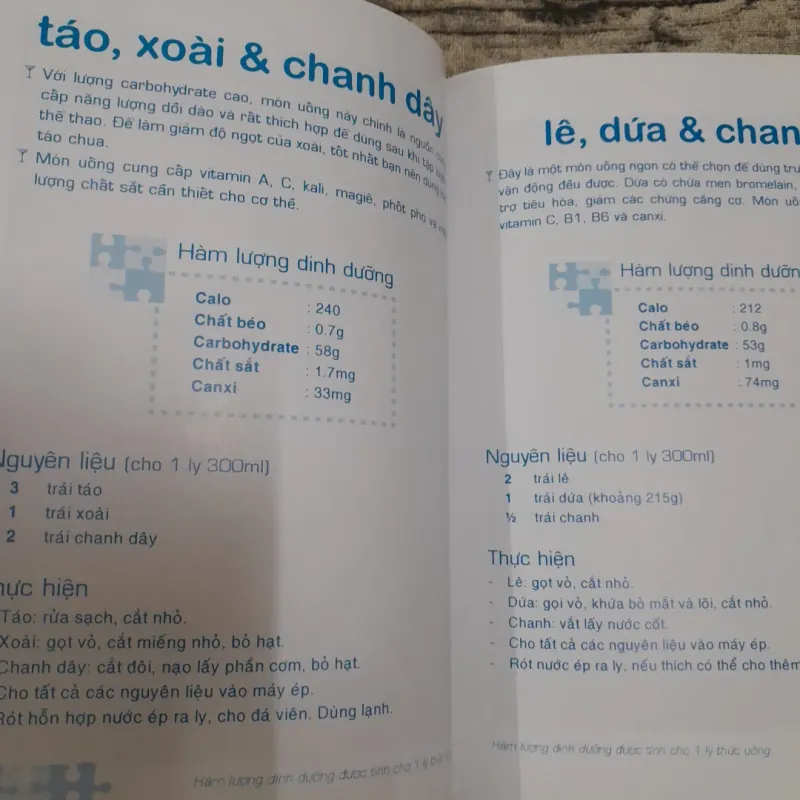 táo, xoài & chanh dây
Với lượng carbohydrate cao, món uống này chính là nguồn cung
cấp năng lượng dồi dào và rất thích hợp để dùng sau khi tập luyện
thể thao. Để làm giảm độ ngọt của xoài, tốt nhất bạn nên dùng
táo chua.
Món uống cung cấp vitamin A, C, kali, magiê, phốt pho và
lượng chất sắt cần thiết cho cơ thể.
Hàm lượng dinh dưỡng
Calo : 240
Chất béo : 0.7g
Carbohydrate : 58g
Chất sắt : 1.7mg
Canxi : 33mg
Nguyên liệu (cho 1 ly 300ml)
3 trái táo
1 trái xoài
2 trái chanh dây
hực hiện
Táo: rửa sạch, cắt nhỏ.
Xoài: gọt vỏ, cắt miếng nhỏ, bỏ hạt.
Chanh dây: cắt đôi, nạo lấy phần cơm, bỏ hạt.
Cho tất cả các nguyên liệu vào máy ép.
Rót hỗn hợp nước ép ra ly, cho đá viên. Dùng lạnh.
Hàm lượng dinh dưỡng được tính cho 1 ly
lê, dứa & chan
Đây là một món uống ngon có thể chọn để dùng trư
vận động đều được. Dứa có chứa men bromelain,
trợ tiêu hóa, giảm các chứng căng cơ. Món uố
vitamin C, B1, B6 và canxi.
Hàm lượng dinh dưỡn
Calo : 212
Chất béo : 0.8g
Carbohydrate : 53g
Chất sắt : 1mg
Canxi : 74mg
Nguyên liệu (cho 1 ly 300ml)
2 trái lê
1 trái dứa (khoảng 215g)
½ trái chanh
Thực hiện
- Lê: gọt vỏ, cắt nhỏ.
- Dứa: gọi vỏ, khứa bỏ mắt và lõi, cắt nhỏ.
- Chanh: vắt lấy nước cốt.
- Cho tất cả các nguyên liệu vào máy ép.
- Rót nước ép ra ly, nếu thích có thể cho thêm
Hàm lượng dinh dưỡng được tính cho 1 ly thức uống